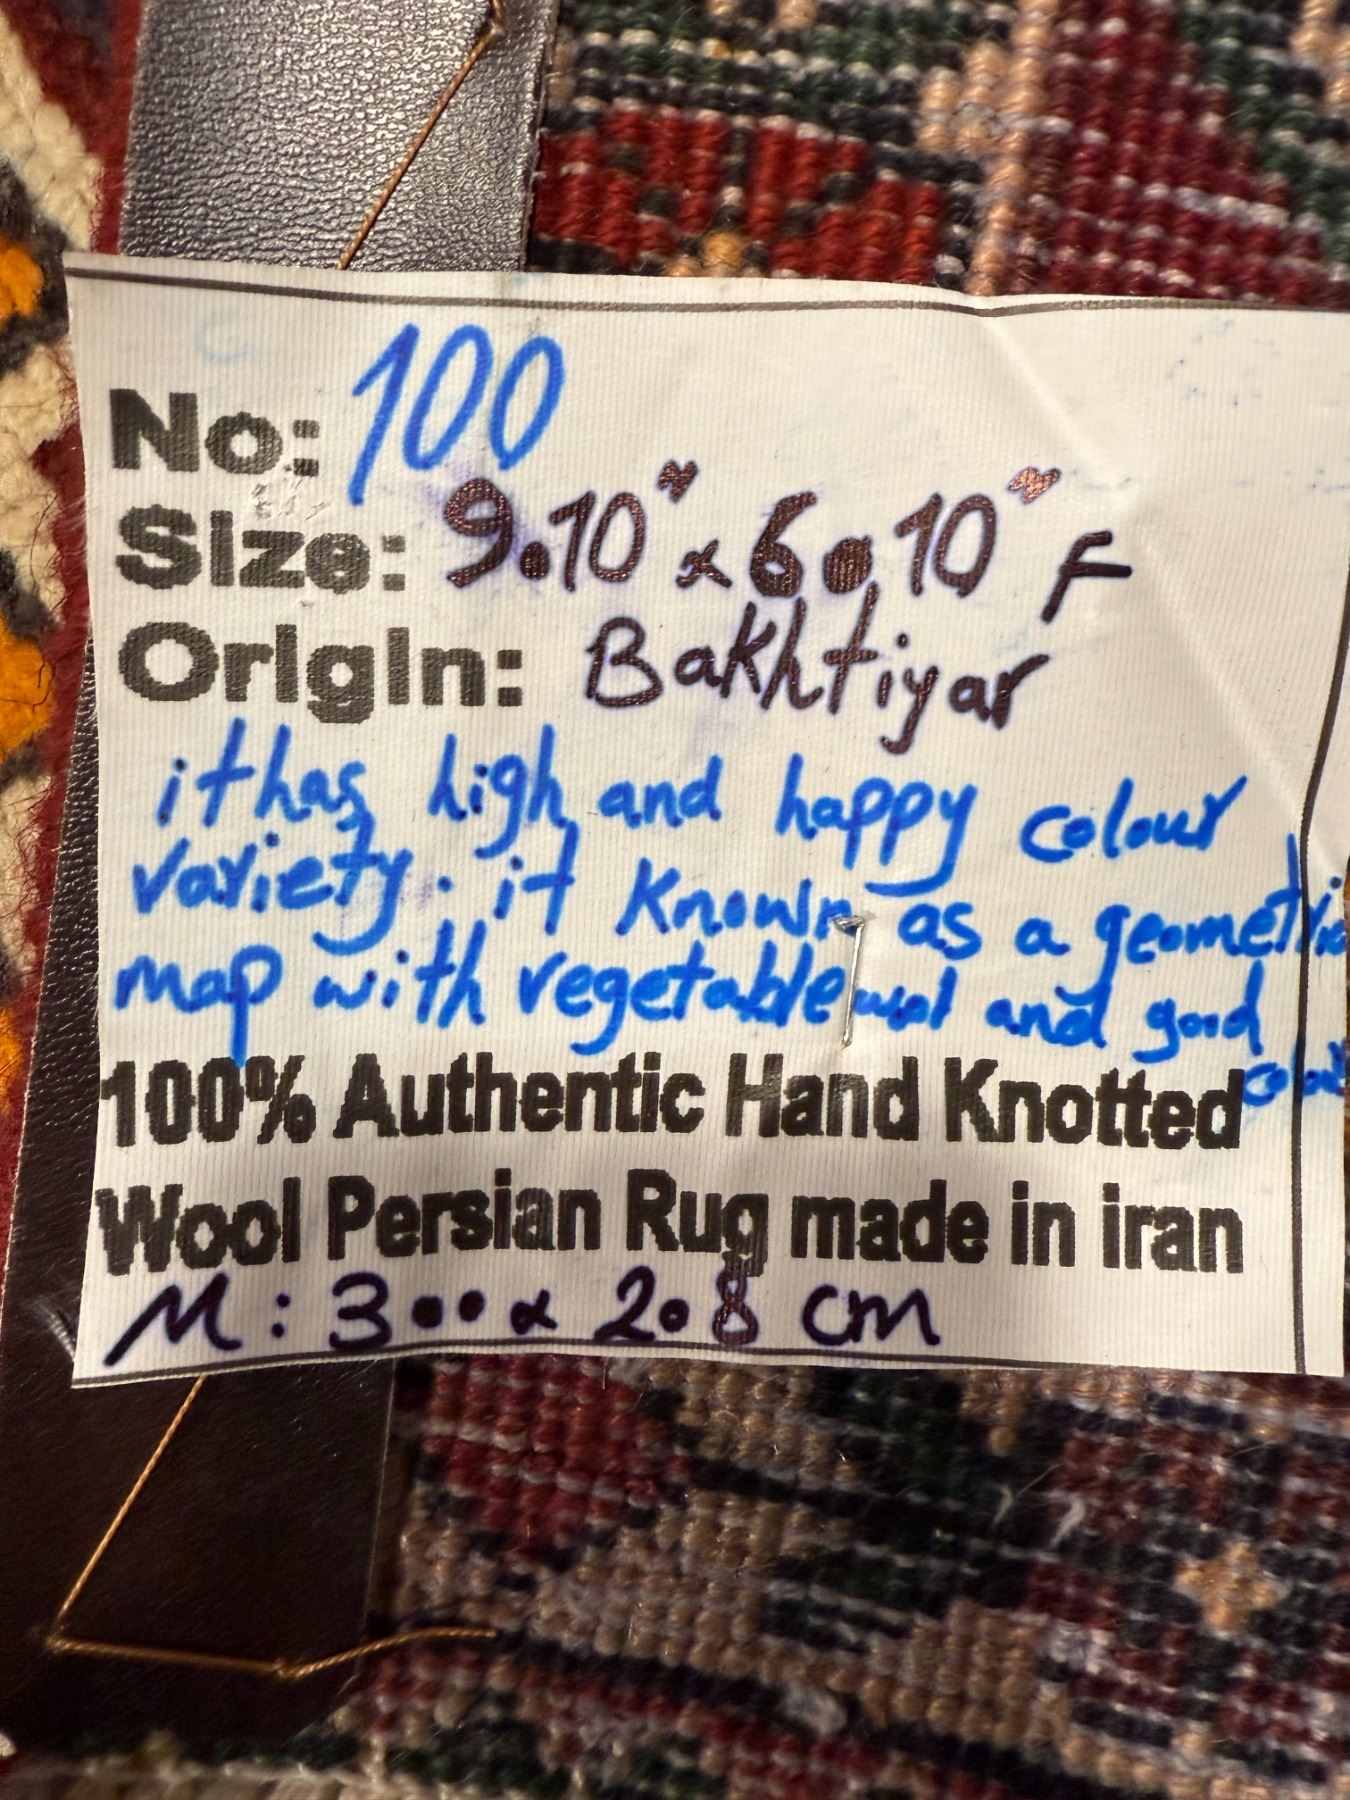 No: 100
Size: 9.10" x 6.10" F
Origin: Bakhtiyar
it has high and happy colour
variety. it known as a geometric
map with vegetable wool and good
colour
100% Authentic Hand Knotted
Wool Persian Rug made in iran
M: 300 x 208 cm